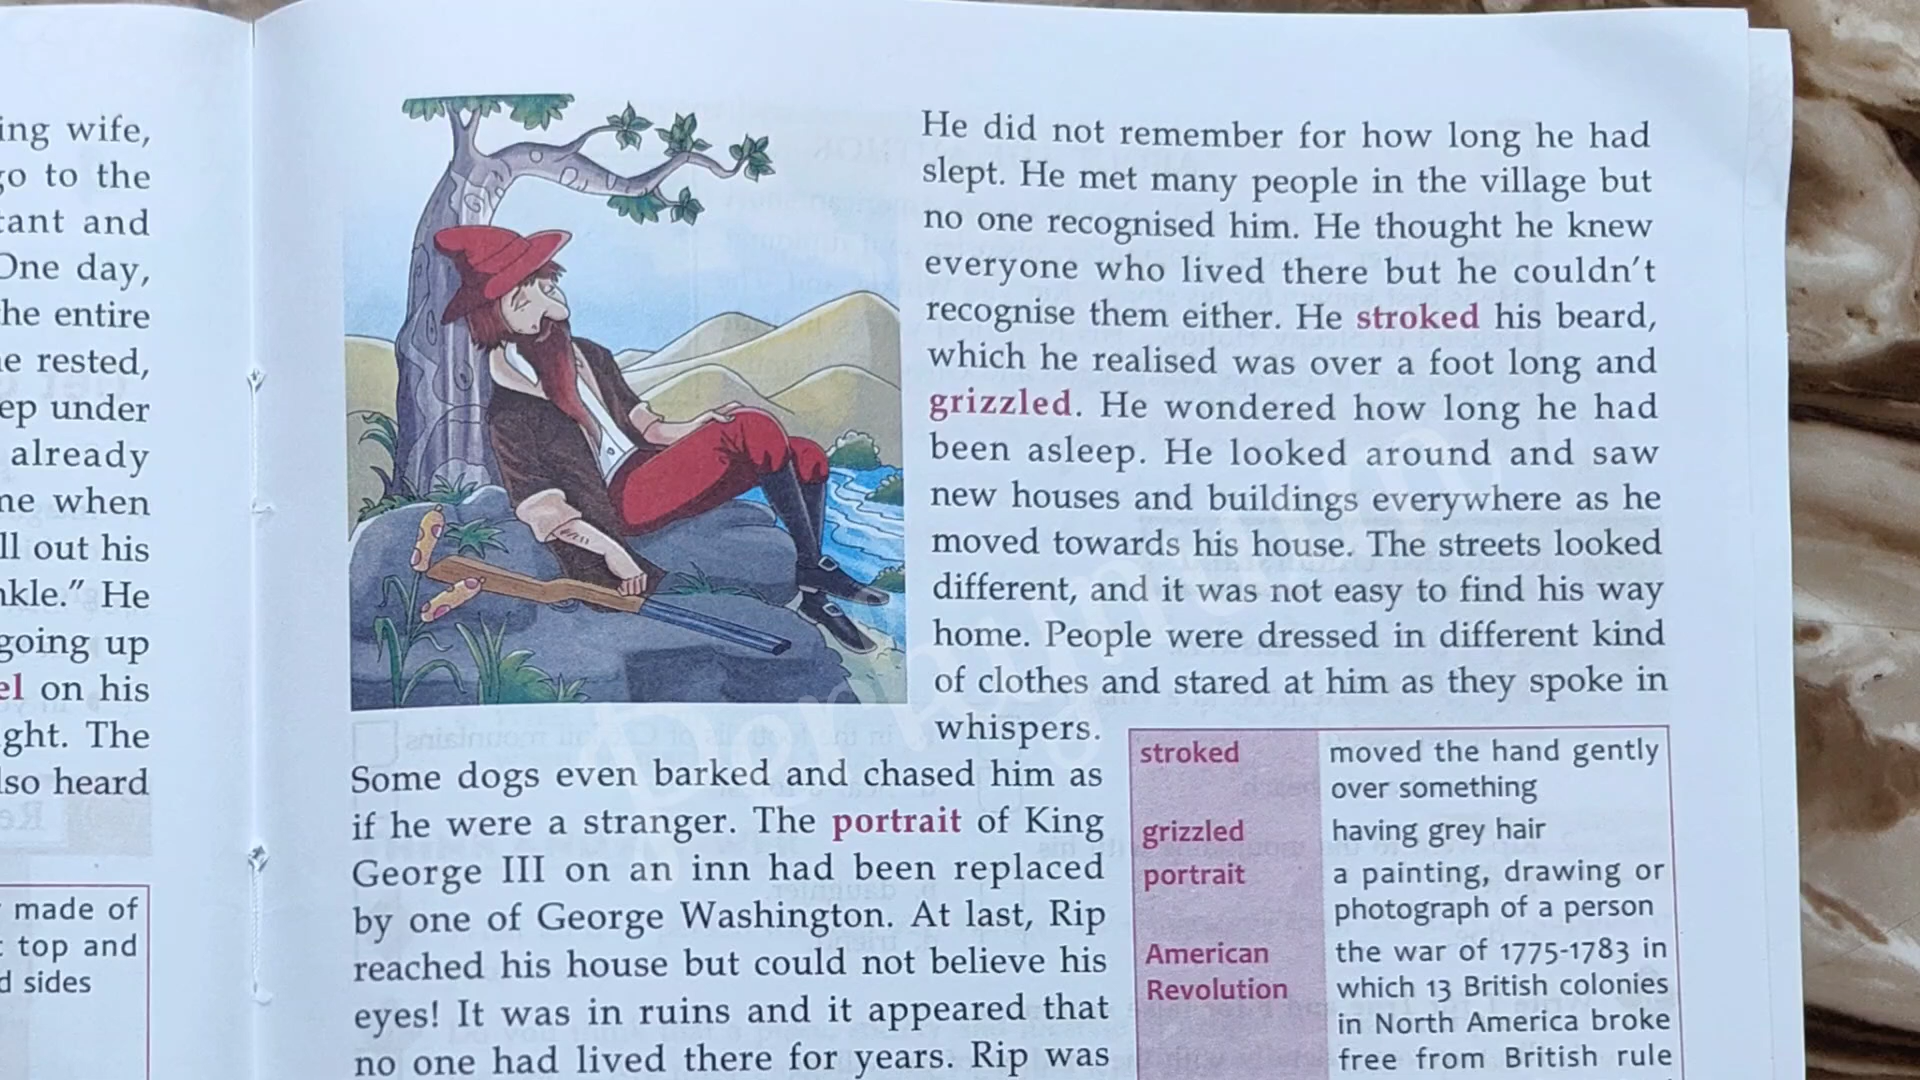 ing wife,
go to the
tant and
One day,
he entire
he rested,
ep under
already
me when
ll out his
nkle." He
going up
el on his
ght. The
lso heard
made of
top and
d sides
He did not remember for how long he had
slept. He met many people in the village but
no one recognised him. He thought he knew
everyone who lived there but he couldn't
recognise them either. He stroked his beard,
which he realised was over a foot long and
grizzled. He wondered how long he had
been asleep. He looked around and saw
new houses and buildings everywhere as he
moved towards his house. The streets looked
different, and it was not easy to find his way
home. People were dressed in different kind
of clothes and stared at him as they spoke in
whispers.
Some dogs even barked and chased him as
if he were a stranger. The portrait of King
George III on an inn had been replaced
by one of George Washington. At last, Rip
reached his house but could not believe his
eyes! It was in ruins and it appeared that
no one had lived there for years. Rip was
stroked moved the hand gently
over something
grizzled having grey hair
portrait a painting, drawing or
photograph of a person
American the war of 1775-1783 in
Revolution which 13 British colonies
in North America broke
free from British rule